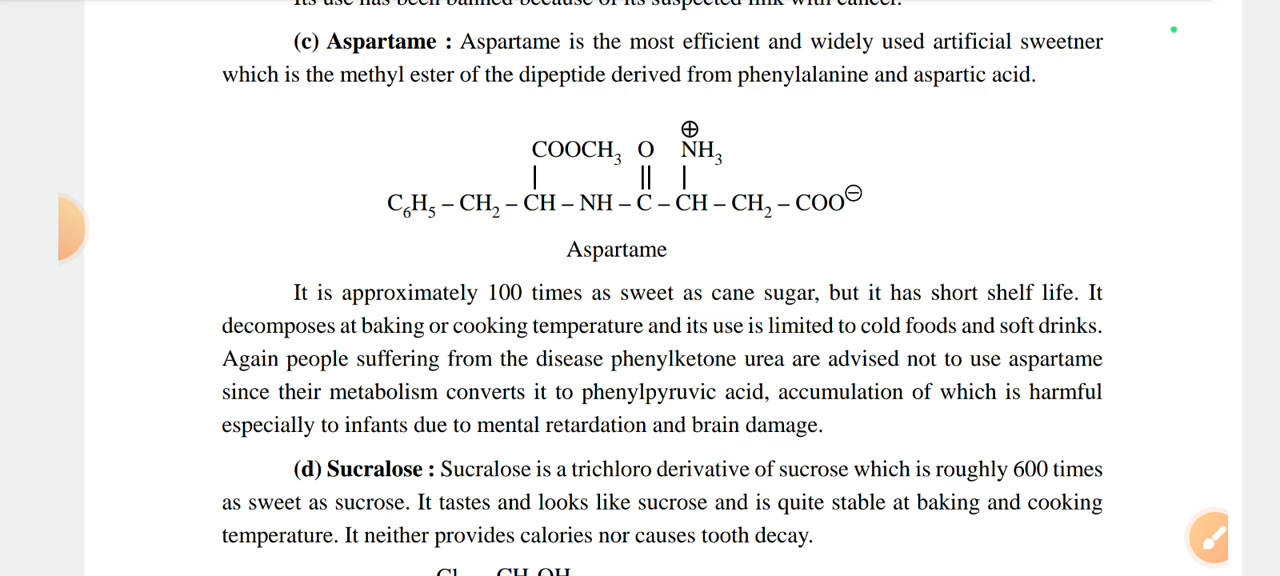 (c) Aspartame : Aspartame is the most efficient and widely used artificial sweetner
which is the methyl ester of the dipeptide derived from phenylalanine and aspartic acid.
⊕
COOCH₃ O NH₃
| || |
C₆H₅ – CH₂ – CH – NH – C – CH – CH₂ – COO⊖
Aspartame
It is approximately 100 times as sweet as cane sugar, but it has short shelf life. It
decomposes at baking or cooking temperature and its use is limited to cold foods and soft drinks.
Again people suffering from the disease phenylketone urea are advised not to use aspartame
since their metabolism converts it to phenylpyruvic acid, accumulation of which is harmful
especially to infants due to mental retardation and brain damage.
(d) Sucralose : Sucralose is a trichloro derivative of sucrose which is roughly 600 times
as sweet as sucrose. It tastes and looks like sucrose and is quite stable at baking and cooking
temperature. It neither provides calories nor causes tooth decay.